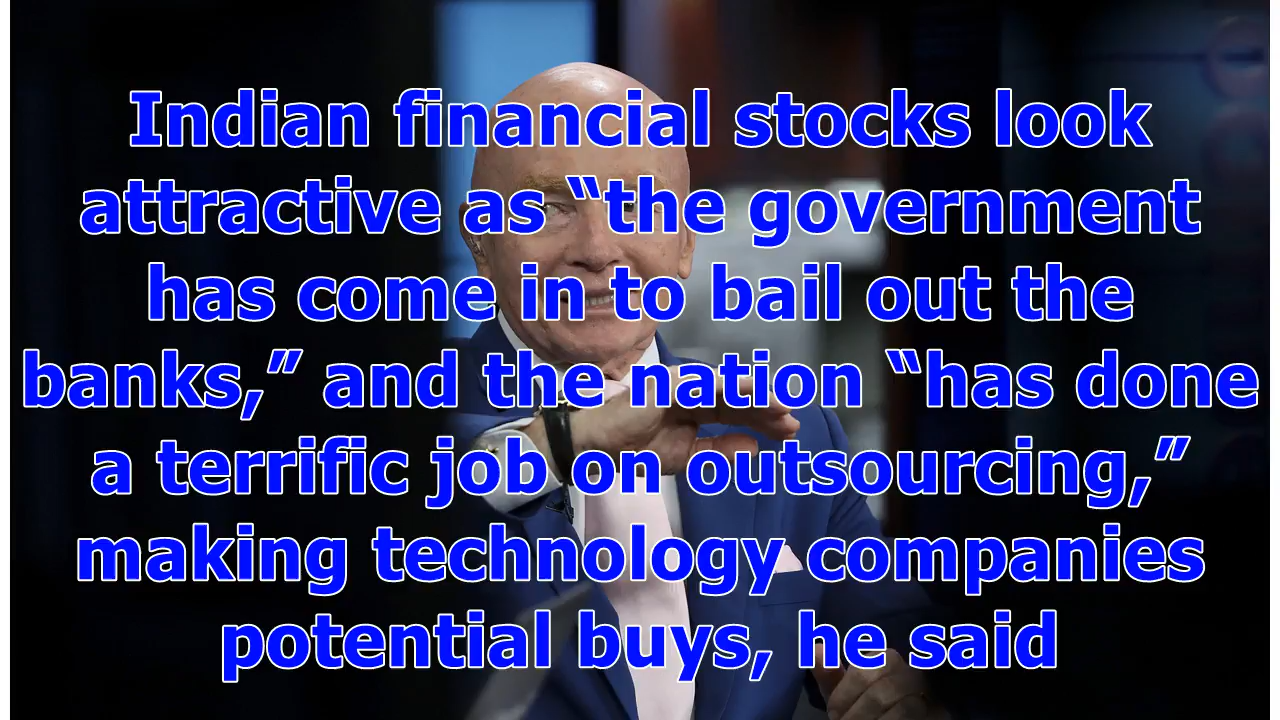 Indian financial stocks look
attractive as “the government
has come in to bail out the
banks,” and the nation “has done
a terrific job on outsourcing,”
making technology companies
potential buys, he said